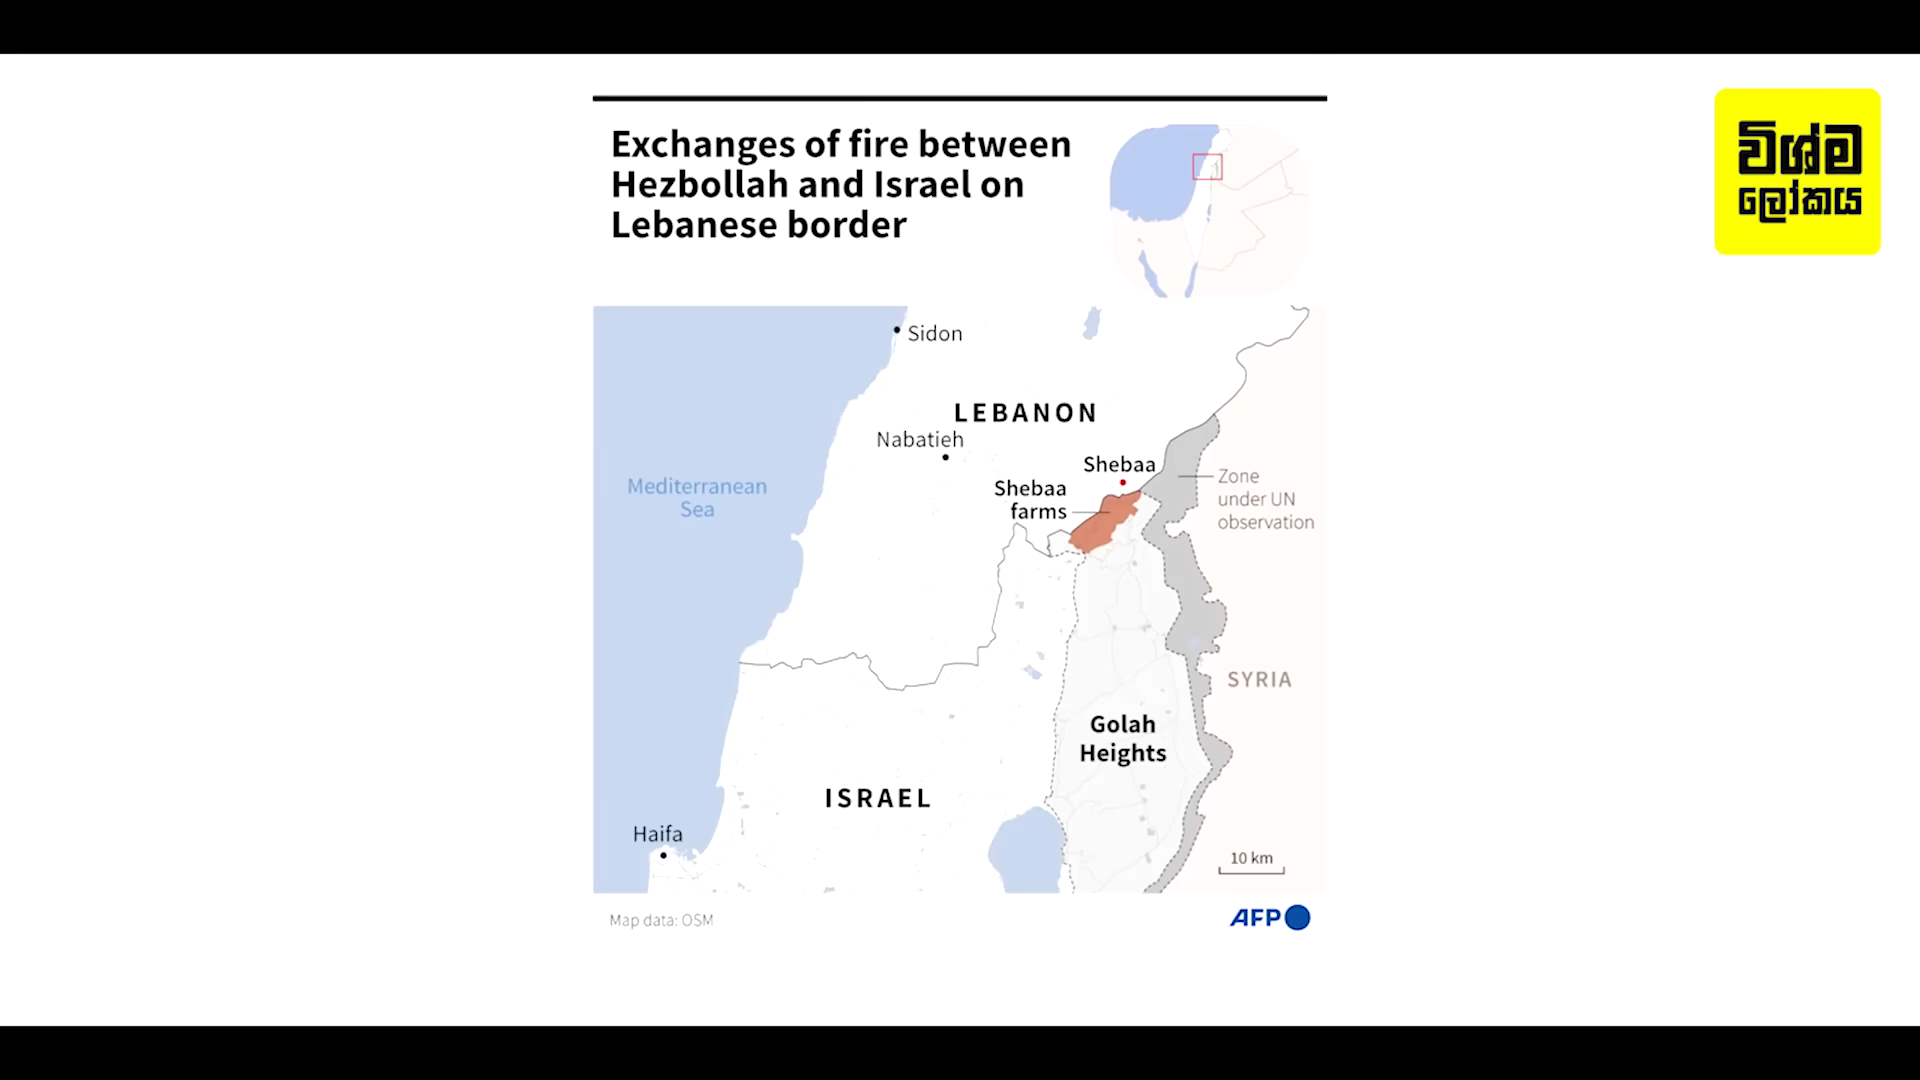 Exchanges of fire between
Hezbollah and Israel on
Lebanese border
විශ්ම
ලෝකය
Sidon
LEBANON
Nabatieh
Shebaa
Shebaa
farms
Zone
under UN
observation
Mediterranean
Sea
SYRIA
Golah
Heights
ISRAEL
Haifa
10 km
Map data: OSM
AFP